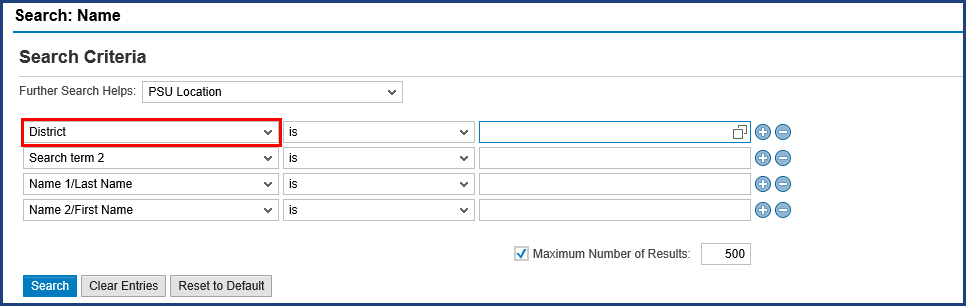 Search: Name
Search Criteria
Further Search Helps: PSU Location
District is
Search term 2 is
Name 1/Last Name is
Name 2/First Name is
Maximum Number of Results: 500
Search Clear Entries Reset to Default